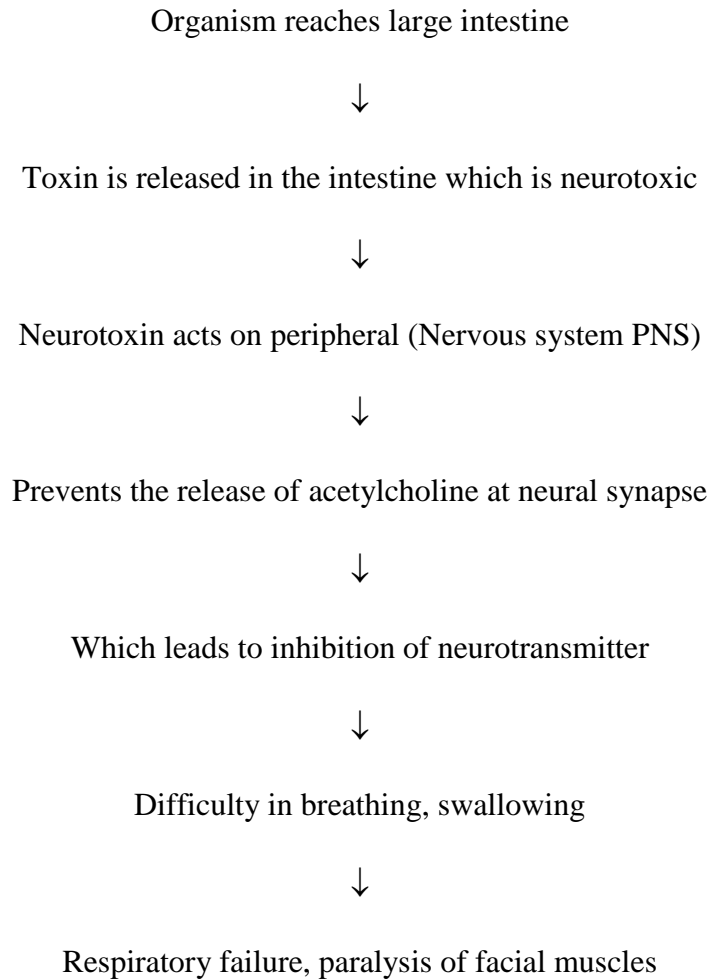 Organism reaches large intestine
↓
Toxin is released in the intestine which is neurotoxic
↓
Neurotoxin acts on peripheral (Nervous system PNS)
↓
Prevents the release of acetylcholine at neural synapse
↓
Which leads to inhibition of neurotransmitter
↓
Difficulty in breathing, swallowing
↓
Respiratory failure, paralysis of facial muscles